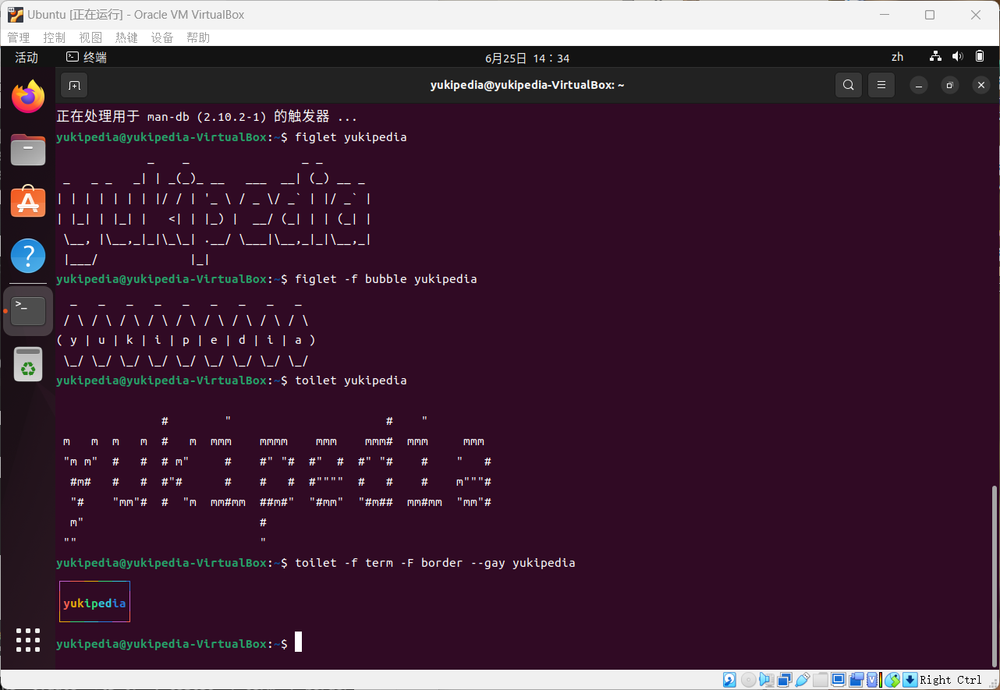 Ubuntu [正在运行] - Oracle VM VirtualBox
管理 控制 视图 热键 设备 帮助
活动 终端 6月25日 14：34 zh
yukipedia@yukipedia-VirtualBox: ~
正在处理用于 man-db (2.10.2-1) 的触发器 ...
yukipedia@yukipedia-VirtualBox:~$ figlet yukipedia
             _    _                _ _
 _   _ _   _| | _(_)_ __   ___  __| (_) __ _
| | | | | | | |/ / | '_ \ / _ \/ _` | |/ _` |
| |_| | |_| |   <| | |_) |  __/ (_| | | (_| |
 \__, |\__,_|_|\_\_| .__/ \___|\__,_|_|\__,_|
 |___/             |_|
yukipedia@yukipedia-VirtualBox:~$ figlet -f bubble yukipedia
  _   _   _   _   _   _   _   _   _
 / \ / \ / \ / \ / \ / \ / \ / \ / \
( y | u | k | i | p | e | d | i | a )
 \_/ \_/ \_/ \_/ \_/ \_/ \_/ \_/ \_/
yukipedia@yukipedia-VirtualBox:~$ toilet yukipedia
               #        "                      #    "
 m   m  m   m  #   m  mmm    mmmm    mmm    mmm#  mmm     mmm
 "m m"  #   #  # m"     #    #" "#  #"  #  #" "#    #    "   #
  #m#   #   #  #"#      #    #   #  #""""  #   #    #    m"""#
  "#    "mm"#  #  "m  mm#mm  ##m#"  "#mm"  "#m##  mm#mm  "mm"#
  m"                         #
 ""                          "
yukipedia@yukipedia-VirtualBox:~$ toilet -f term -F border --gay yukipedia
yukipedia
yukipedia@yukipedia-VirtualBox:~$
Right Ctrl